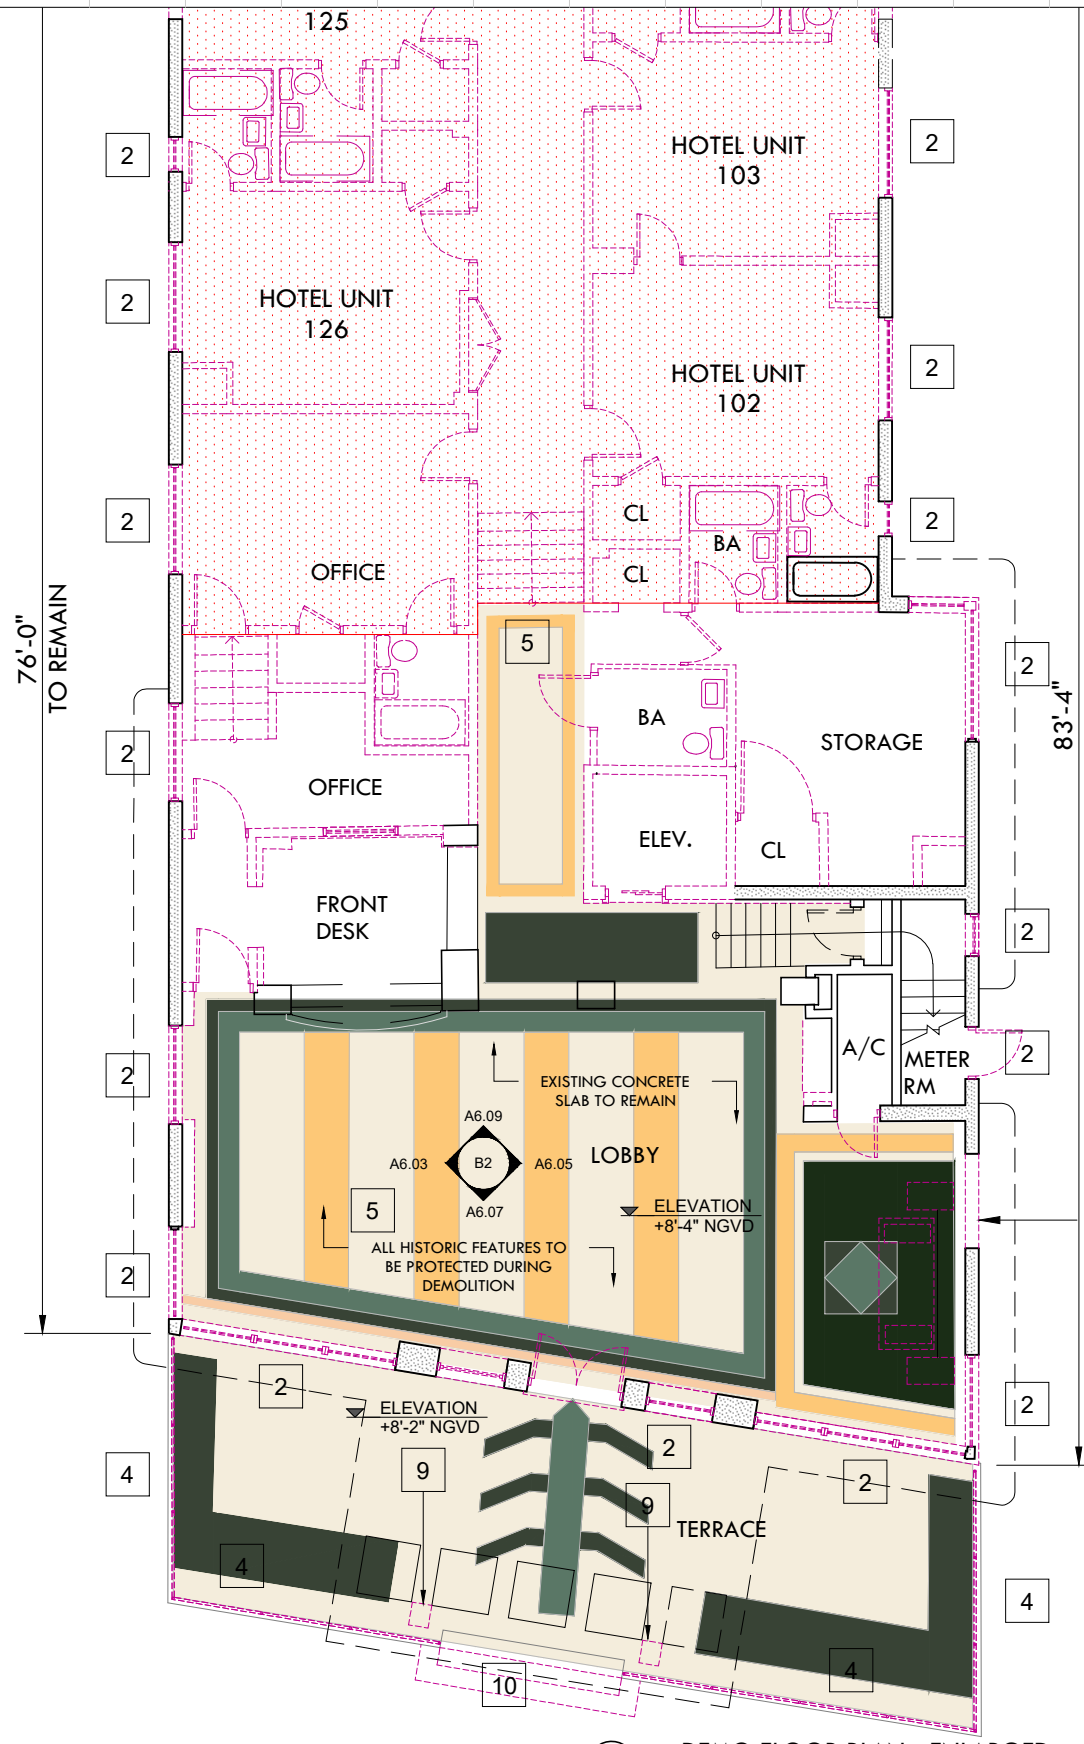 125
2
HOTEL UNIT
103
2
2
HOTEL UNIT
126
HOTEL UNIT
102
2
2
CL
2
BA
CL
OFFICE
76'-0"
TO REMAIN
5
2
83'-4"
BA
STORAGE
2
OFFICE
ELEV.
CL
FRONT
DESK
2
A/C
METER
RM
2
2
EXISTING CONCRETE
SLAB TO REMAIN
A6.09
A6.03
B2
A6.05
A6.07
LOBBY
5
ELEVATION
+8'-4" NGVD
ALL HISTORIC FEATURES TO
BE PROTECTED DURING
DEMOLITION
2
2
ELEVATION
+8'-2" NGVD
2
2
9
2
4
9
TERRACE
4
4
4
10